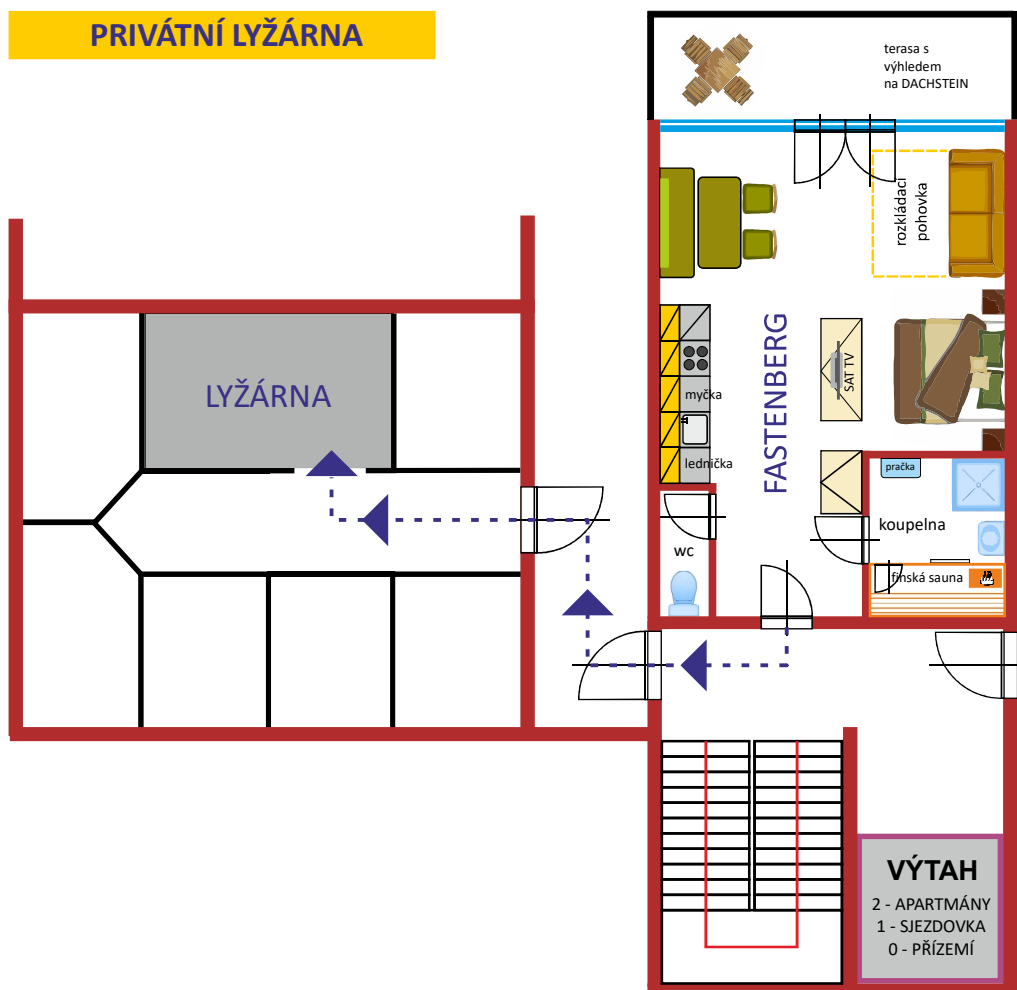 PRIVÁTNÍ LYŽÁRNA
terasa s
výhledem
na DACHSTEIN
rozkládaci
pohovka
LYŽÁRNA
FASTENBERG
SAT TV
myčka
lednička
pračka
koupelna
wc
finská sauna
VÝTAH
2 - APARTMÁNY
1 - SJEZDOVKA
0 - PŘÍZEMÍ